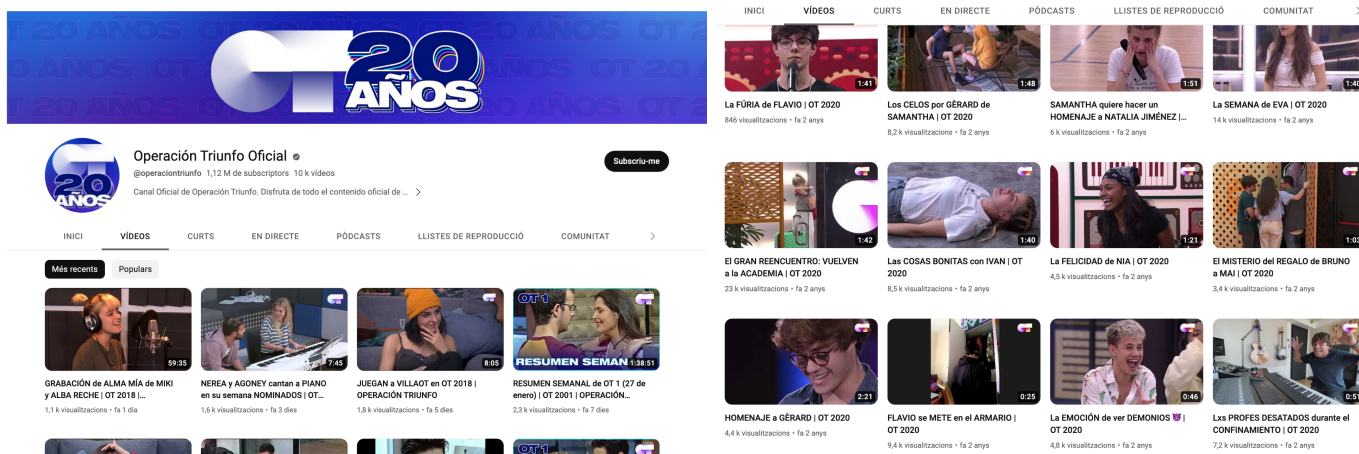 OT 20 AÑOS
20
AÑOS
20
AÑOS
Operación Triunfo Oficial
@operaciontriunfo 1,12 M de subscriptors 10 k vídeos
Canal Oficial de Operación Triunfo. Disfruta de todo el contenido oficial de ...
Subscriu-me
INICI VÍDEOS CURTS EN DIRECTE PÒDCASTS LLISTES DE REPRODUCCIÓ COMUNITAT
Més recents Populars
59:35
7:45
8:05
OT 1
RESUMEN SEMAN
1:38:51
GRABACIÓN de ALMA MÍA de MIKI
y ALBA RECHE | OT 2018 |...
1,1 k visualitzacions • fa 1 dia
NEREA y AGONEY cantan a PIANO
en su semana NOMINADOS | OT...
1,6 k visualitzacions • fa 3 dies
JUEGAN a VILLAOT en OT 2018 |
OPERACIÓN TRIUNFO
1,8 k visualitzacions • fa 5 dies
RESUMEN SEMANAL de OT 1 (27 de
enero) | OT 2001 | OPERACIÓN...
2,3 k visualitzacions • fa 7 dies
OT 1
INICI VÍDEOS CURTS EN DIRECTE PÒDCASTS LLISTES DE REPRODUCCIÓ COMUNITAT
1:41
1:48
1:51
1:40
La FÚRIA de FLAVIO | OT 2020
846 visualitzacions • fa 2 anys
Los CELOS por GÈRARD de
SAMANTHA | OT 2020
8,2 k visualitzacions • fa 2 anys
SAMANTHA quiere hacer un
HOMENAJE a NATALIA JIMÉNEZ |...
6 k visualitzacions • fa 2 anys
La SEMANA de EVA | OT 2020
14 k visualitzacions • fa 2 anys
1:42
1:40
1:21
1:03
El GRAN REENCUENTRO: VUELVEN
a la ACADEMIA | OT 2020
23 k visualitzacions • fa 2 anys
Las COSAS BONITAS con IVAN | OT
2020
8,5 k visualitzacions • fa 2 anys
La FELICIDAD de NIA | OT 2020
4,5 k visualitzacions • fa 2 anys
El MISTERIO del REGALO de BRUNO
a MAI | OT 2020
3,4 k visualitzacions • fa 2 anys
2:21
0:25
0:46
0:51
HOMENAJE a GÈRARD | OT 2020
4,4 k visualitzacions • fa 2 anys
FLAVIO se METE en el ARMARIO |
OT 2020
9,4 k visualitzacions • fa 2 anys
La EMOCIÓN de ver DEMONIOS 😈 |
OT 2020
4,8 k visualitzacions • fa 2 anys
Lxs PROFES DESATADOS durante el
CONFINAMIENTO | OT 2020
7,2 k visualitzacions • fa 2 anys